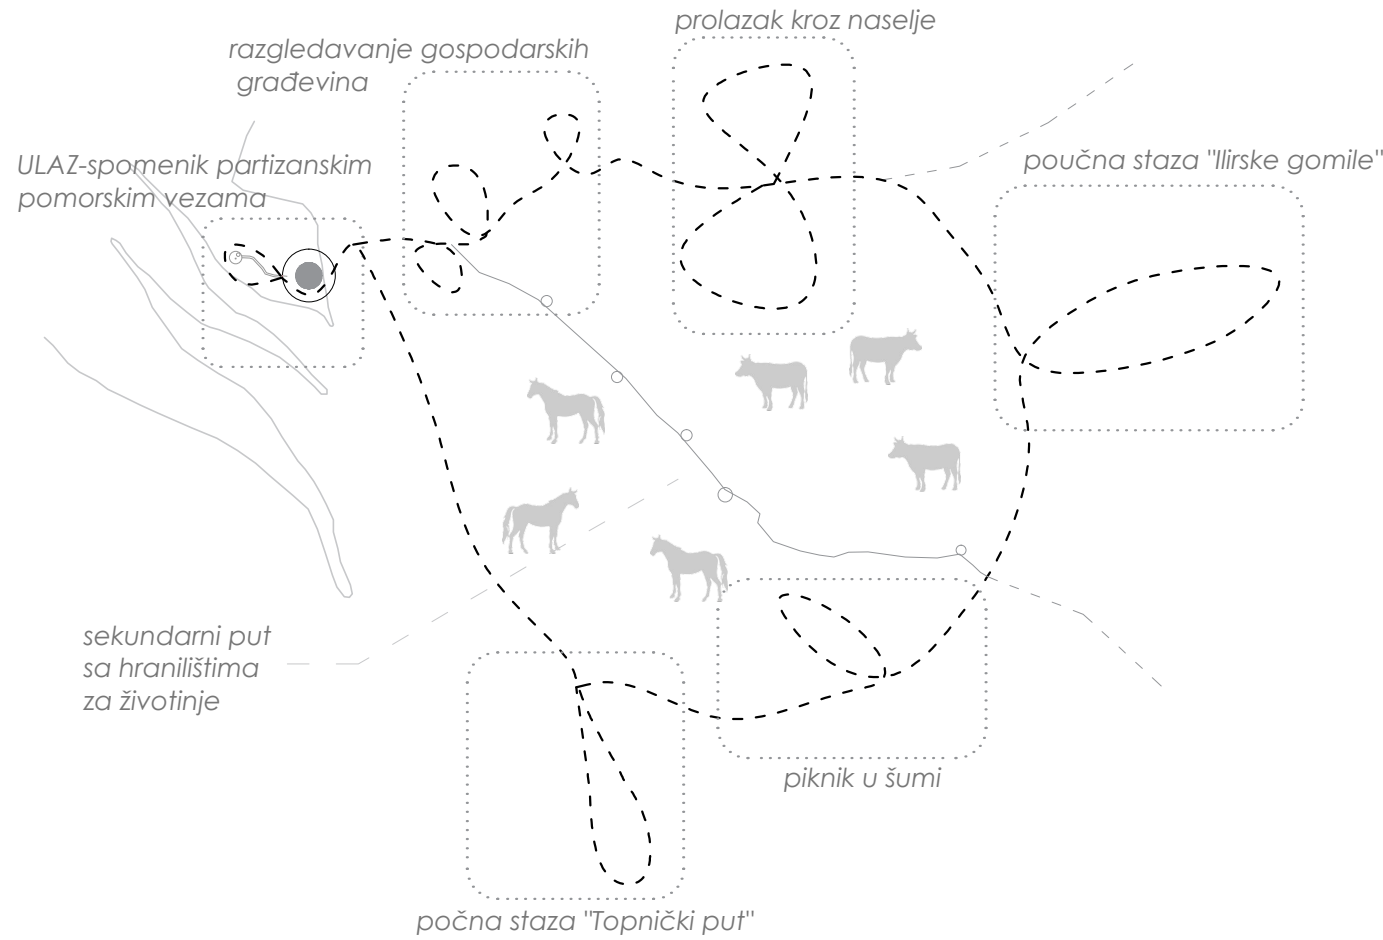 prolazak kroz naselje
razgledavanje gospodarskih
građevina
ULAZ-spomenik partizanskim
pomorskim vezama
poučna staza "Ilirske gomile"
sekundarni put
sa hranilištima
za životinje
piknik u šumi
počna staza "Topnički put"